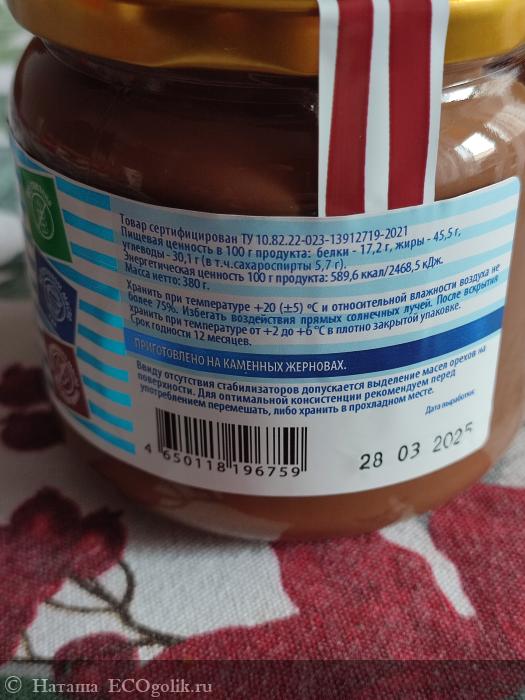 Товар сертифицирован ТУ 10.82.22-023-13912719-2021
Пищевая ценность в 100 г продукта: белки - 17,2 г, жиры - 45,5 г,
углеводы - 30,1 г (в т.ч.сахароспирты 5,7 г).
Энергетическая ценность 100 г продукта: 589,6 ккал/2468,5 кДж.
Масса нетто: 380 г.
Хранить при температуре +20 (±5) ºС и относительной влажности воздуха не
более 75%. Избегать воздействия прямых солнечных лучей. После вскрытия
хранить при температуре от +2 до +6 ºС в плотно закрытой упаковке.
Срок годности 12 месяцев.
ПРИГОТОВЛЕНО НА КАМЕННЫХ ЖЕРНОВАХ.
Ввиду отсутствия стабилизаторов допускается выделение масел орехов на
поверхности. Для оптимальной консистенции рекомендуем перед
употреблением перемешать, либо хранить в прохладном месте.
Дата выработки:
28 03 2025
4 650118 196759
© Наташа ECOgolik.ru